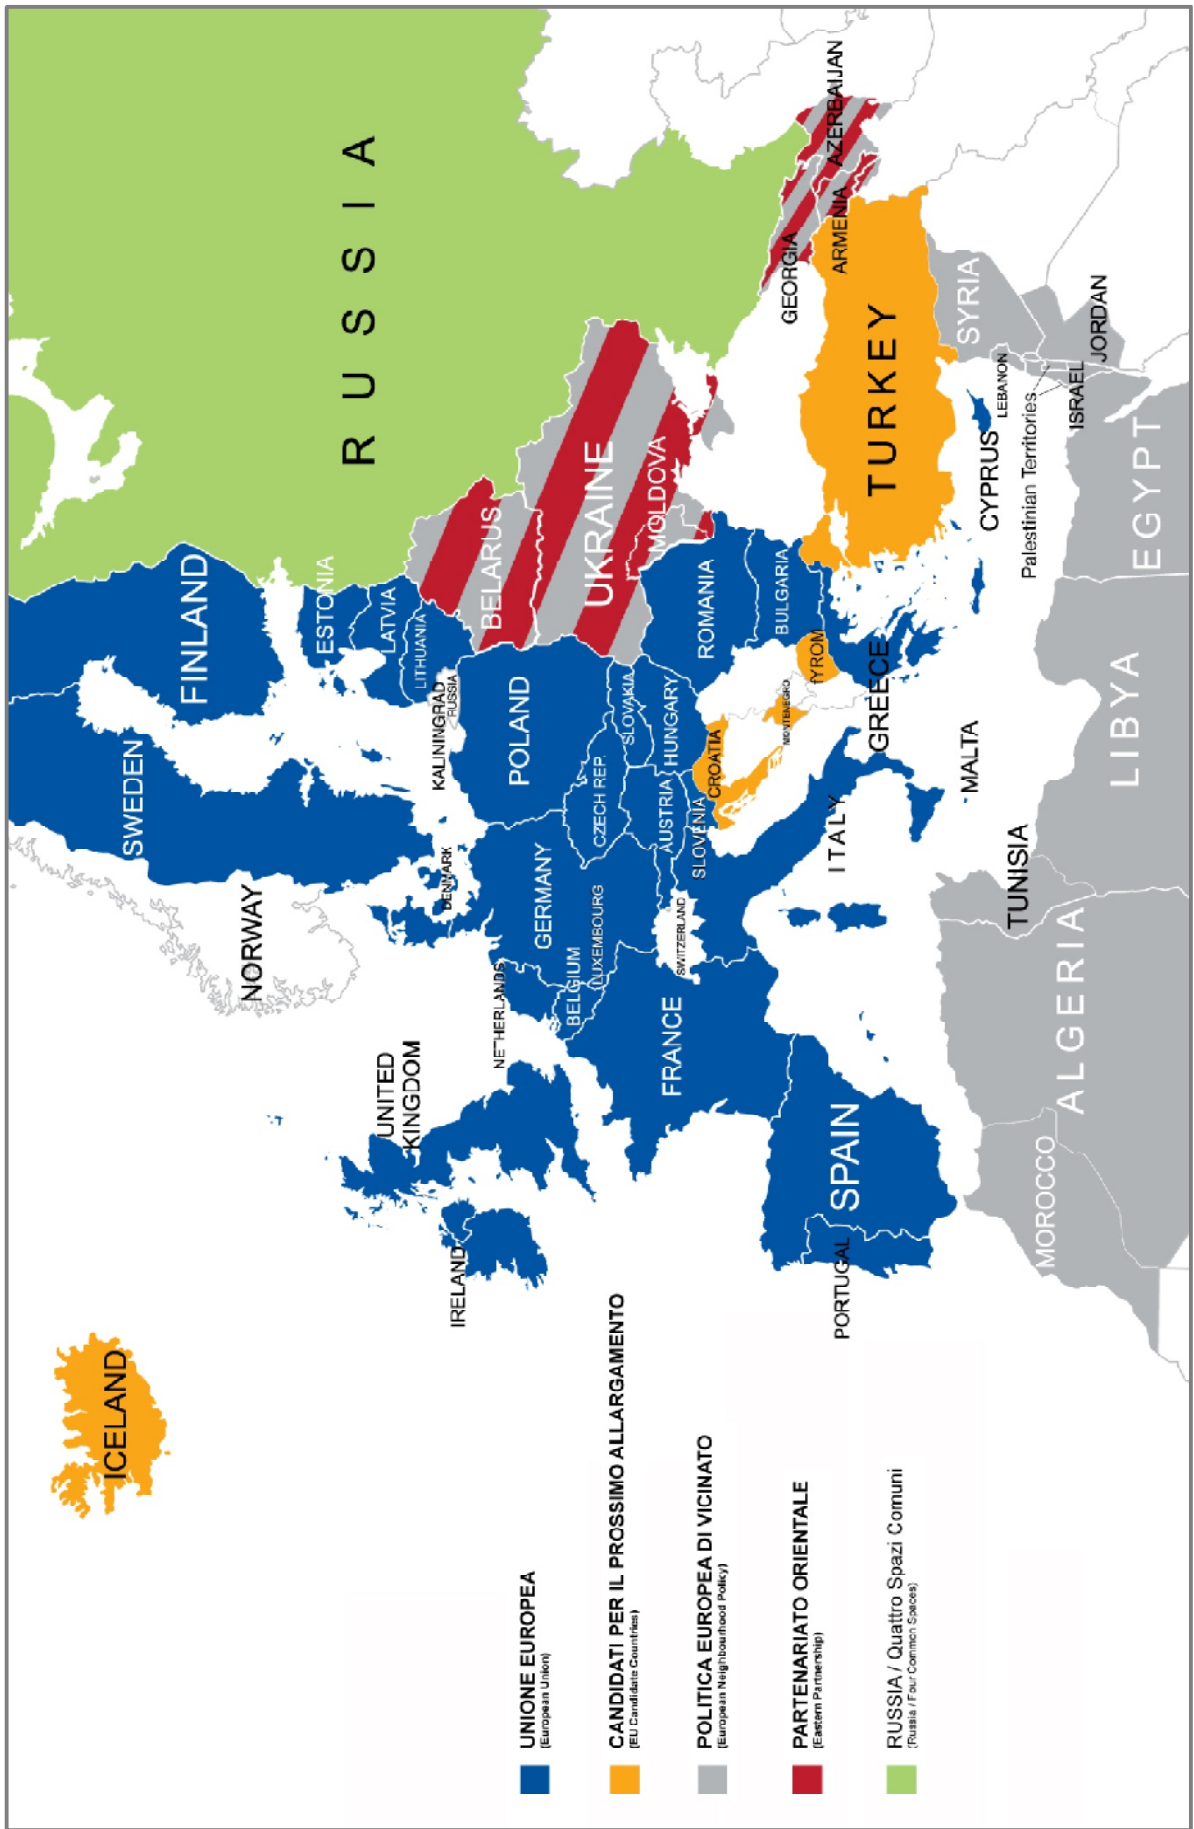 ICELAND
NORWAY
SWEDEN
FINLAND
RUSSIA
ESTONIA
LATVIA
LITHUANIA
KALININGRAD
RUSSIA
DENMARK
UNITED
KINGDOM
IRELAND
NETHERLANDS
BELGIUM
LUXEMBOURG
GERMANY
POLAND
BELARUS
UKRAINE
MOLDOVA
CZECH REP.
SLOVAKIA
AUSTRIA
HUNGARY
SWITZERLAND
FRANCE
SLOVENIA
CROATIA
ROMANIA
BULGARIA
MONTENEGRO
fYROM
GREECE
ITALY
SPAIN
PORTUGAL
MALTA
TURKEY
GEORGIA
ARMENIA
AZERBAIJAN
CYPRUS
SYRIA
LEBANON
Palestinian Territories
ISRAEL
JORDAN
EGYPT
LIBYA
TUNISIA
ALGERIA
MOROCCO
UNIONE EUROPEA
(European Union)
CANDIDATI PER IL PROSSIMO ALLARGAMENTO
(EU Candidate Countries)
POLITICA EUROPEA DI VICINATO
(European Neighbourhood Policy)
PARTENARIATO ORIENTALE
(Eastern Partnership)
RUSSIA / Quattro Spazi Comuni
(Russia / Four Common Spaces)